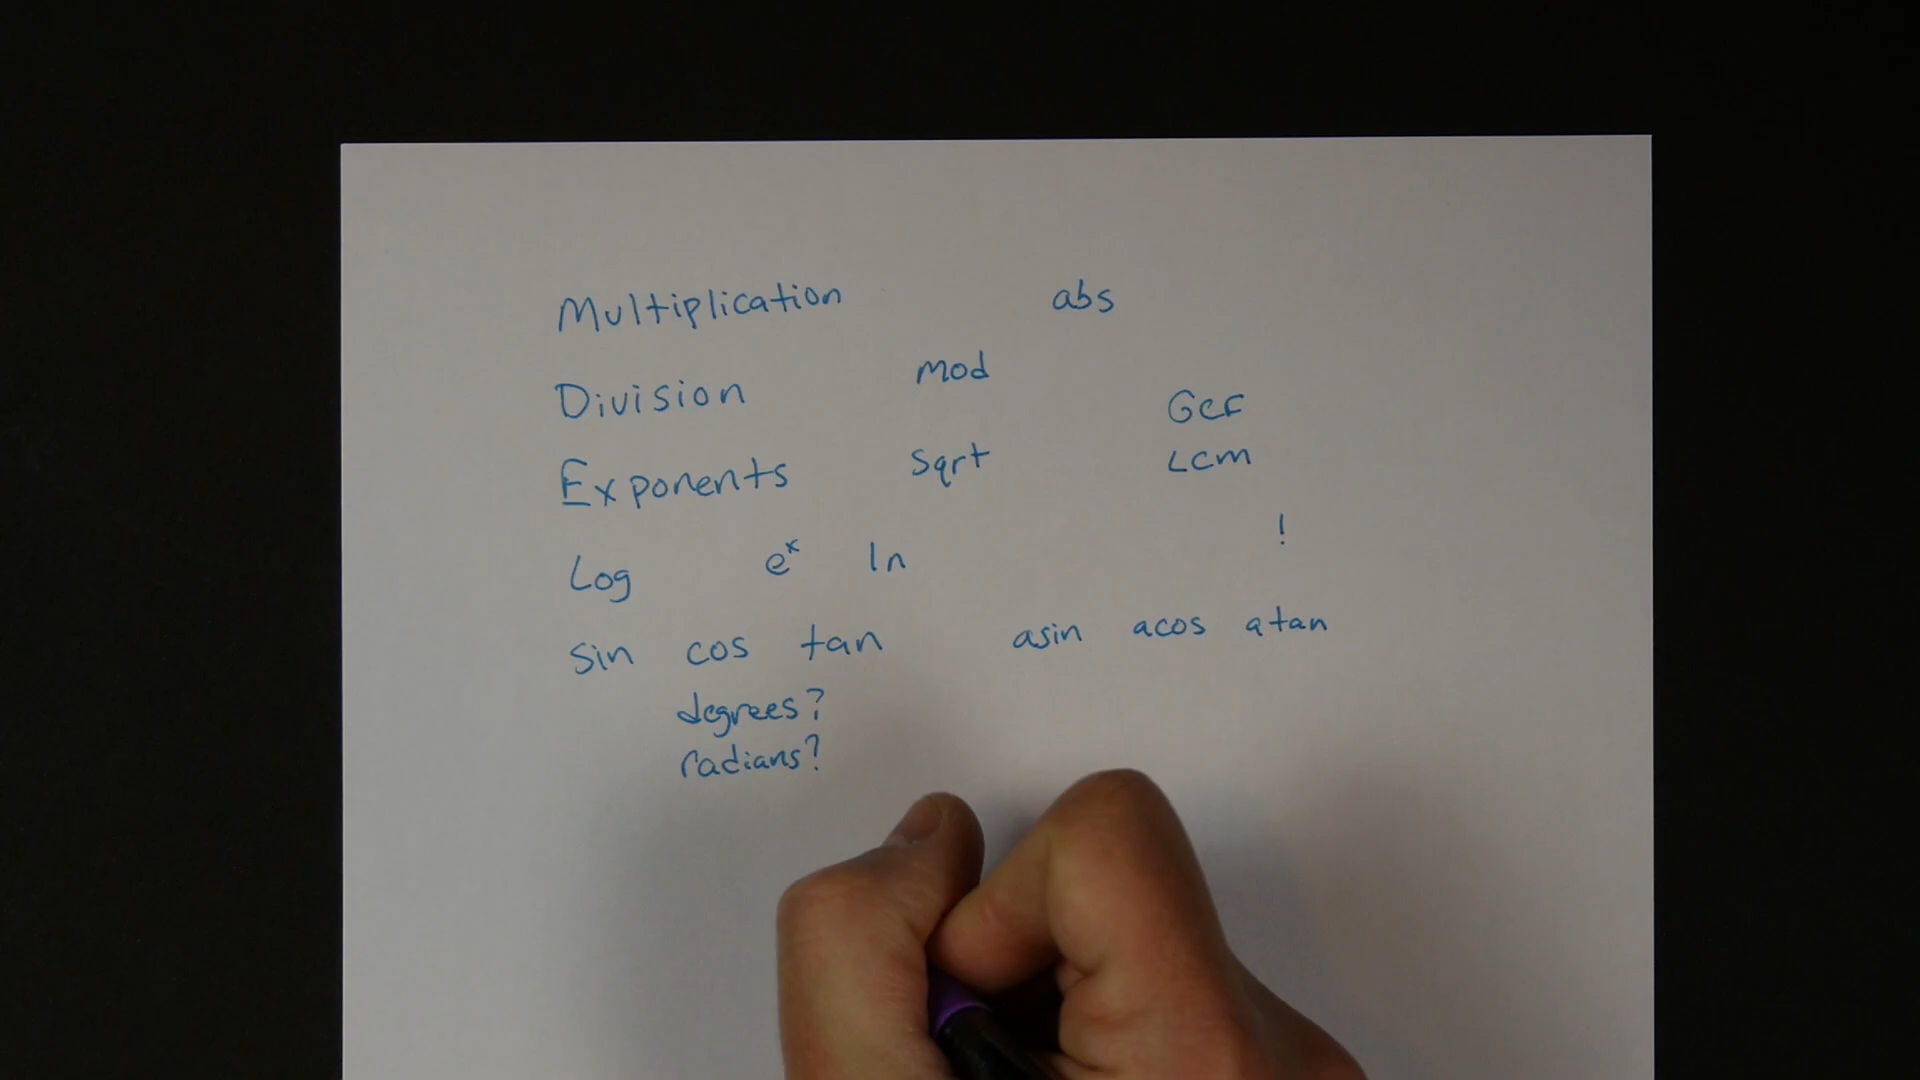 Multiplication abs
Division mod
GCF
Exponents sqrt LCM
!
Log e^x ln
sin cos tan asin acos atan
degrees?
radians?